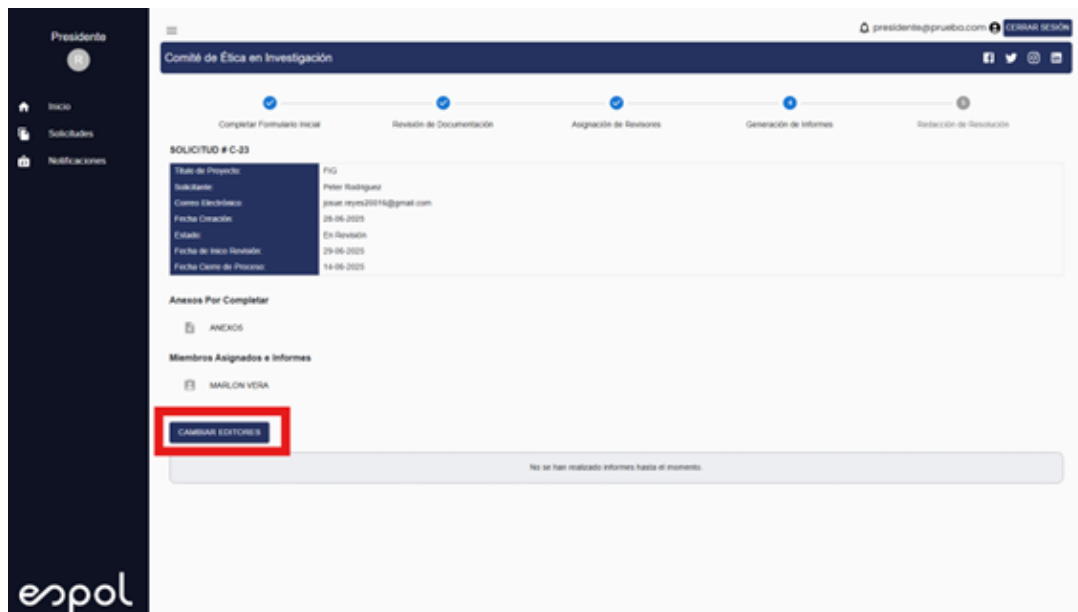 Presidente
R
Inicio
Solicitudes
Notificaciones
espol
presidente@prueba.com CERRAR SESIÓN
Comité de Ética en Investigación
Completar Formulario Inicial
Revisión de Documentación
Asignación de Revisores
4
Generación de Informes
5
Redacción de Resolución
SOLICITUD # C-23
Titulo de Proyecto: FIG
Solicitante: Peter Rodriguez
Correo Electrónico: josue.reyes20016@gmail.com
Fecha Creación: 28-06-2025
Estado: En Revisión
Fecha de Inico Revisión: 29-06-2025
Fecha Cierre de Proceso: 14-06-2025
Anexos Por Completar
ANEXOS
Miembros Asignados e Informes
MARLON VERA
CAMBIAR EDITORES
No se han realizado informes hasta el momento.